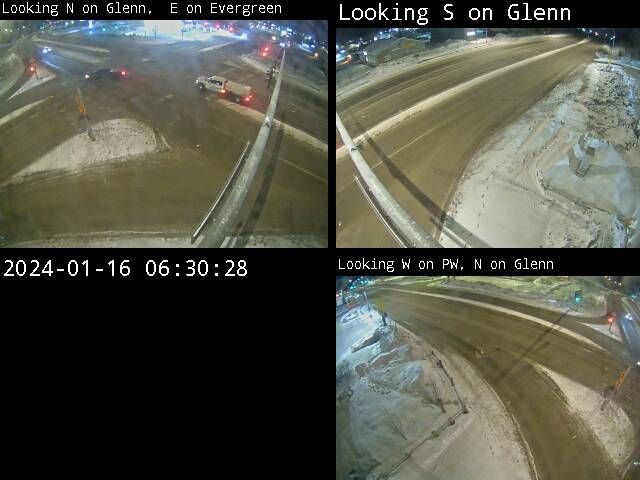 Looking N on Glenn,  E on Evergreen
Looking S on Glenn
2024-01-16 06:30:28
Looking W on PW, N on Glenn